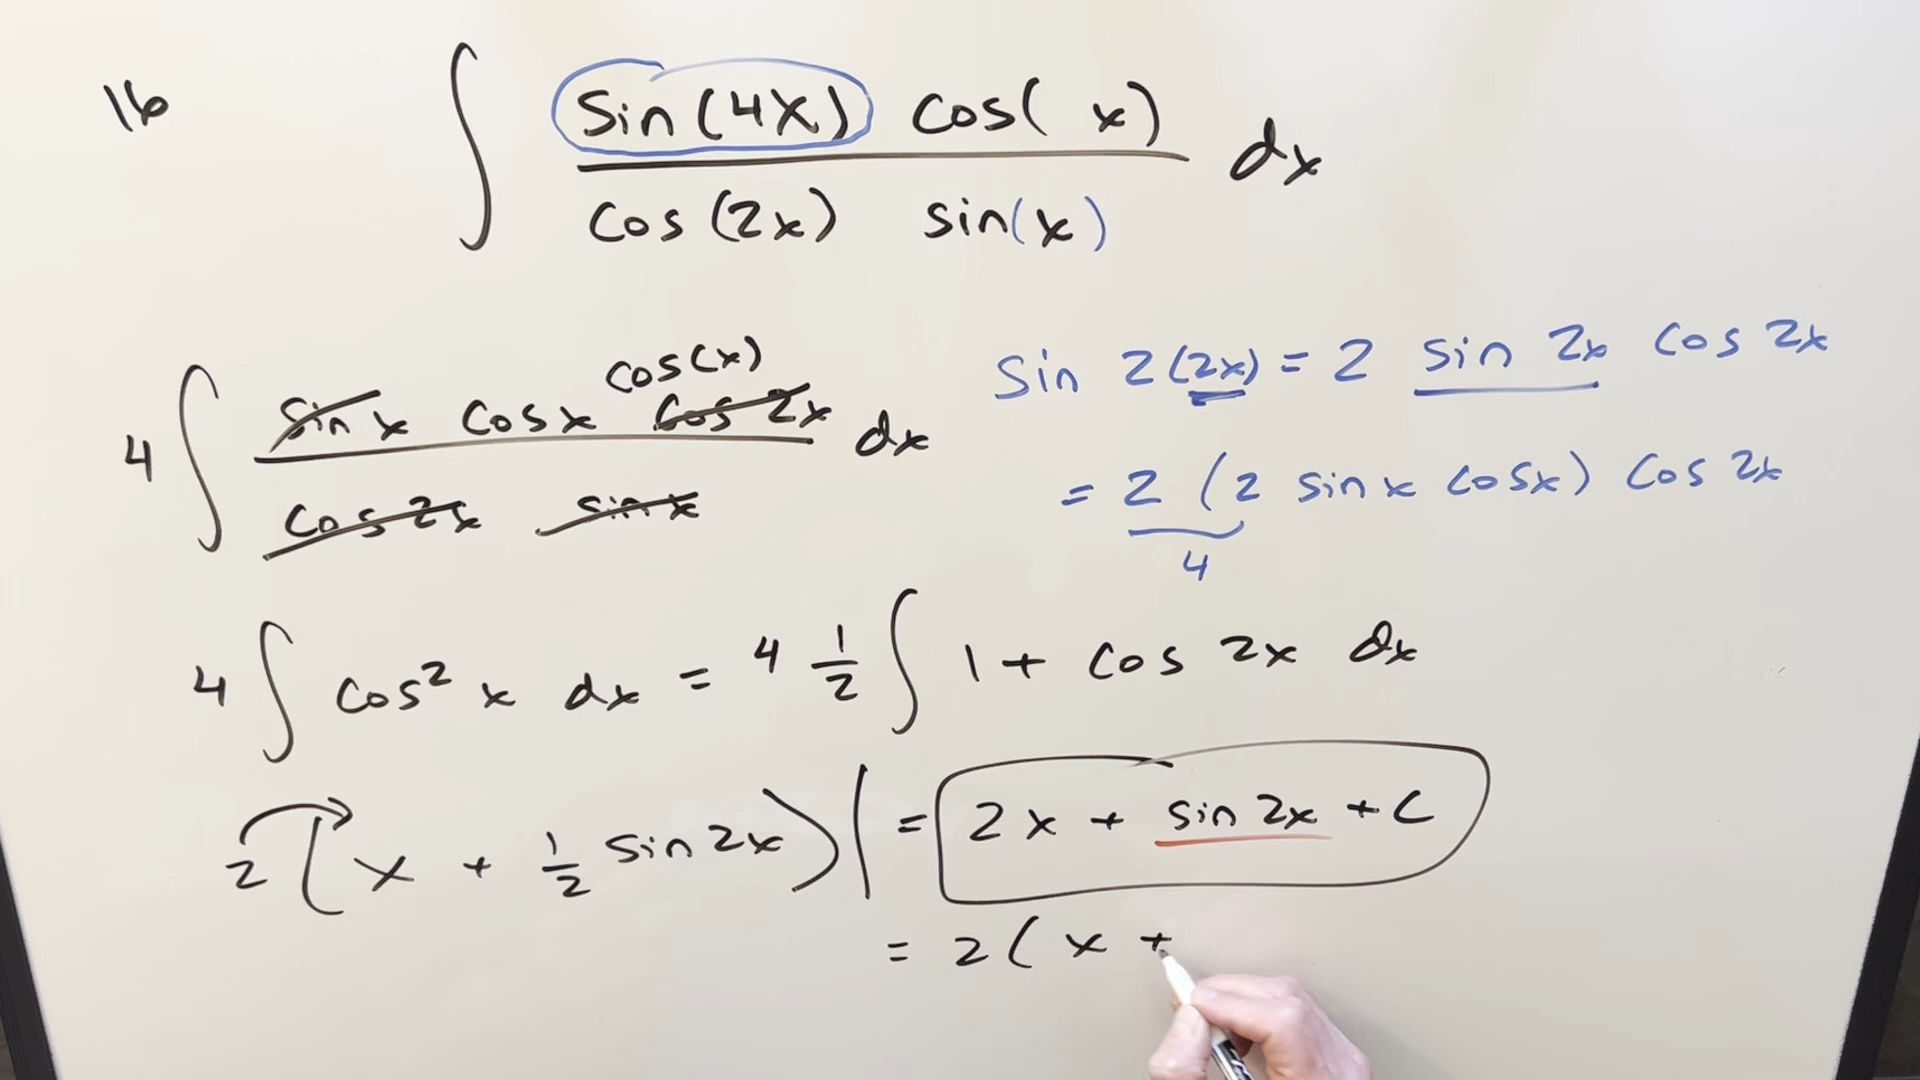 16 ∫ sin(4x) cos( x) / cos(2x) sin(x) dx
4 ∫ sin x cos x cos 2x cos(x) / cos 2x sin x dx
sin 2(2x) = 2 sin 2x cos 2x
= 2 (2 sin x cos x) cos 2x
4
4 ∫ cos² x dx = 4 1/2 ∫ 1 + cos 2x dx
2 (x + 1/2 sin 2x) | = 2x + sin 2x + C
= 2 ( x +